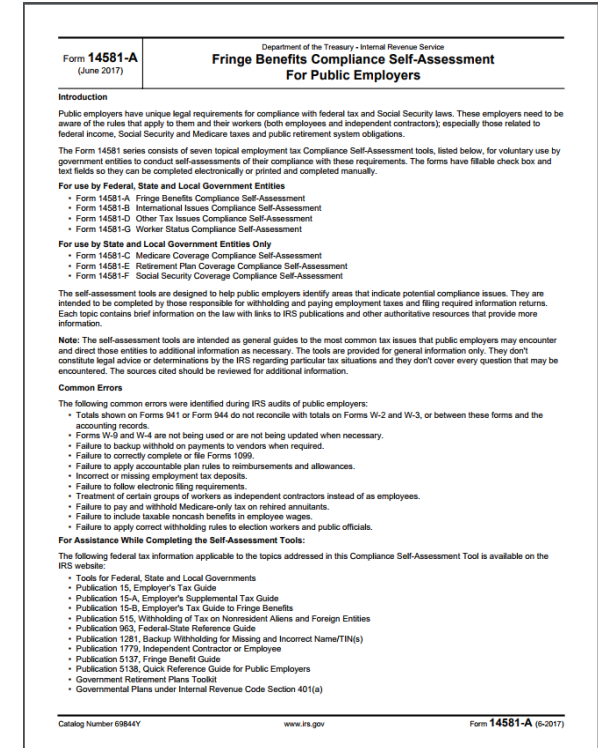 Form 14581-A
(June 2017)
Department of the Treasury - Internal Revenue Service
Fringe Benefits Compliance Self-Assessment
For Public Employers
Introduction
Public employers have unique legal requirements for compliance with federal tax and Social Security laws. These employers need to be
aware of the rules that apply to them and their workers (both employees and independent contractors); especially those related to
federal income, Social Security and Medicare taxes and public retirement system obligations.
The Form 14581 series consists of seven topical employment tax Compliance Self-Assessment tools, listed below, for voluntary use by
government entities to conduct self-assessments of their compliance with these requirements. The forms have fillable check box and
text fields so they can be completed electronically or printed and completed manually.
For use by Federal, State and Local Government Entities
• Form 14581-A Fringe Benefits Compliance Self-Assessment
• Form 14581-B International Issues Compliance Self-Assessment
• Form 14581-D Other Tax Issues Compliance Self-Assessment
• Form 14581-G Worker Status Compliance Self-Assessment
For use by State and Local Government Entities Only
• Form 14581-C Medicare Coverage Compliance Self-Assessment
• Form 14581-E Retirement Plan Coverage Compliance Self-Assessment
• Form 14581-F Social Security Coverage Compliance Self-Assessment
The self-assessment tools are designed to help public employers identify areas that indicate potential compliance issues. They are
intended to be completed by those responsible for withholding and paying employment taxes and filing required information returns.
Each topic contains brief information on the law with links to IRS publications and other authoritative resources that provide more
information.
Note: The self-assessment tools are intended as general guides to the most common tax issues that public employers may encounter
and direct those entities to additional information as necessary. The tools are provided for general information only. They don't
constitute legal advice or determinations by the IRS regarding particular tax situations and they don't cover every question that may be
encountered. The sources cited should be reviewed for additional information.
Common Errors
The following common errors were identified during IRS audits of public employers:
• Totals shown on Forms 941 or Form 944 do not reconcile with totals on Forms W-2 and W-3, or between these forms and the
accounting records.
• Forms W-9 and W-4 are not being used or are not being updated when necessary.
• Failure to backup withhold on payments to vendors when required.
• Failure to correctly complete or file Forms 1099.
• Failure to apply accountable plan rules to reimbursements and allowances.
• Incorrect or missing employment tax deposits.
• Failure to follow electronic filing requirements.
• Treatment of certain groups of workers as independent contractors instead of as employees.
• Failure to pay and withhold Medicare-only tax on rehired annuitants.
• Failure to include taxable noncash benefits in employee wages.
• Failure to apply correct withholding rules to election workers and public officials.
For Assistance While Completing the Self-Assessment Tools:
The following federal tax information applicable to the topics addressed in this Compliance Self-Assessment Tool is available on the
IRS website:
• Tools for Federal, State and Local Governments
• Publication 15, Employer's Tax Guide
• Publication 15-A, Employer's Supplemental Tax Guide
• Publication 15-B, Employer's Tax Guide to Fringe Benefits
• Publication 515, Withholding of Tax on Nonresident Aliens and Foreign Entities
• Publication 963, Federal-State Reference Guide
• Publication 1281, Backup Withholding for Missing and Incorrect Name/TIN(s)
• Publication 1779, Independent Contractor or Employee
• Publication 5137, Fringe Benefit Guide
• Publication 5138, Quick Reference Guide for Public Employers
• Government Retirement Plans Toolkit
• Governmental Plans under Internal Revenue Code Section 401(a)
Catalog Number 69844Y www.irs.gov Form 14581-A (6-2017)